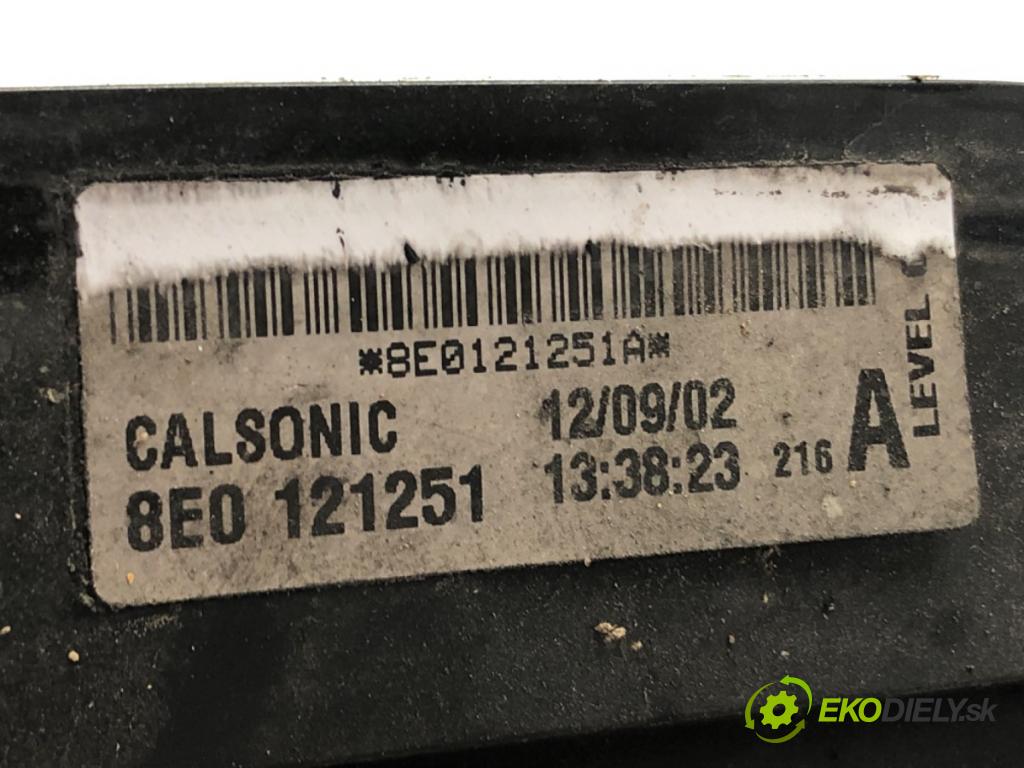 *8E0121251A*
CALSONIC 12/09/02
8E0 121251 13:38:23 216 A
LEVEL
EKODIELY.sk